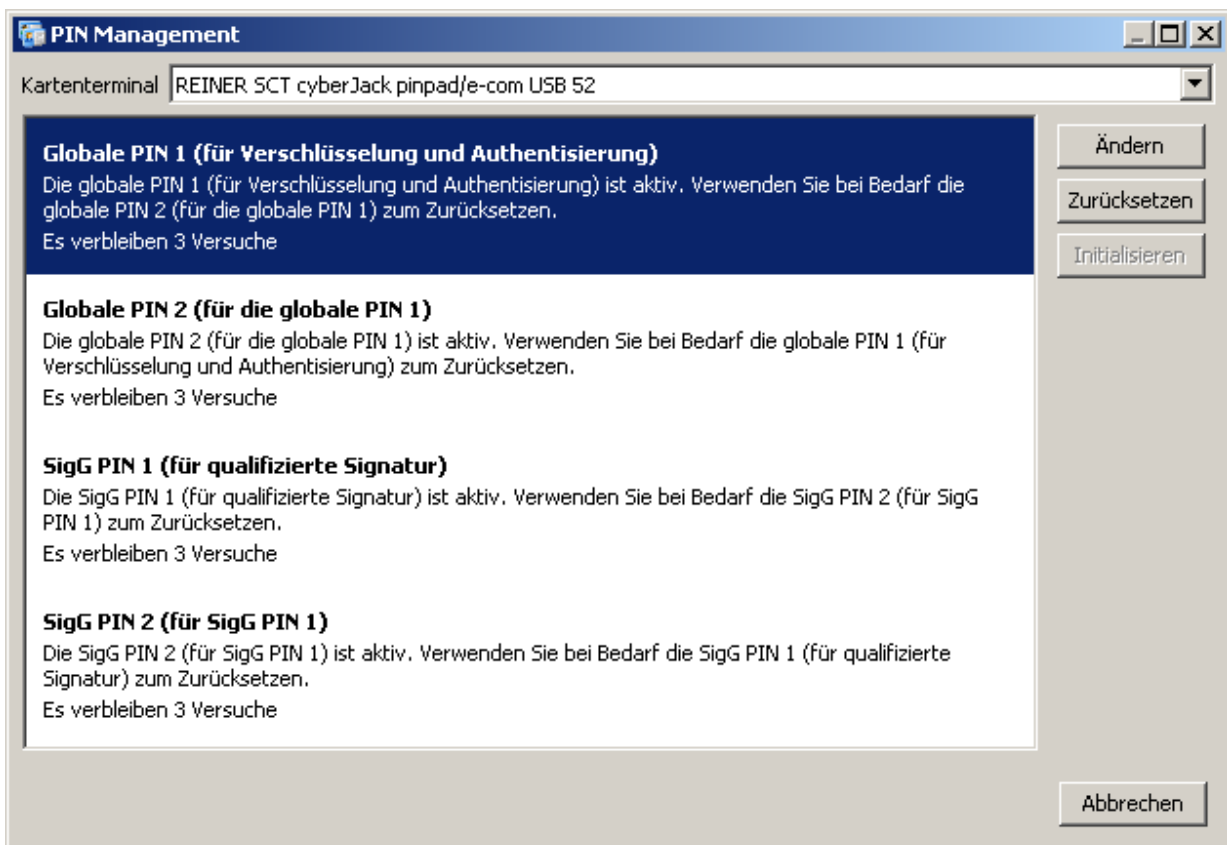 PIN Management
Kartenterminal REINER SCT cyberJack pinpad/e-com USB 52
Globale PIN 1 (für Verschlüsselung und Authentisierung)
Die globale PIN 1 (für Verschlüsselung und Authentisierung) ist aktiv. Verwenden Sie bei Bedarf die
globale PIN 2 (für die globale PIN 1) zum Zurücksetzen.
Es verbleiben 3 Versuche
Globale PIN 2 (für die globale PIN 1)
Die globale PIN 2 (für die globale PIN 1) ist aktiv. Verwenden Sie bei Bedarf die globale PIN 1 (für
Verschlüsselung und Authentisierung) zum Zurücksetzen.
Es verbleiben 3 Versuche
SigG PIN 1 (für qualifizierte Signatur)
Die SigG PIN 1 (für qualifizierte Signatur) ist aktiv. Verwenden Sie bei Bedarf die SigG PIN 2 (für SigG
PIN 1) zum Zurücksetzen.
Es verbleiben 3 Versuche
SigG PIN 2 (für SigG PIN 1)
Die SigG PIN 2 (für SigG PIN 1) ist aktiv. Verwenden Sie bei Bedarf die SigG PIN 1 (für qualifizierte
Signatur) zum Zurücksetzen.
Es verbleiben 3 Versuche
Ändern
Zurücksetzen
Initialisieren
Abbrechen